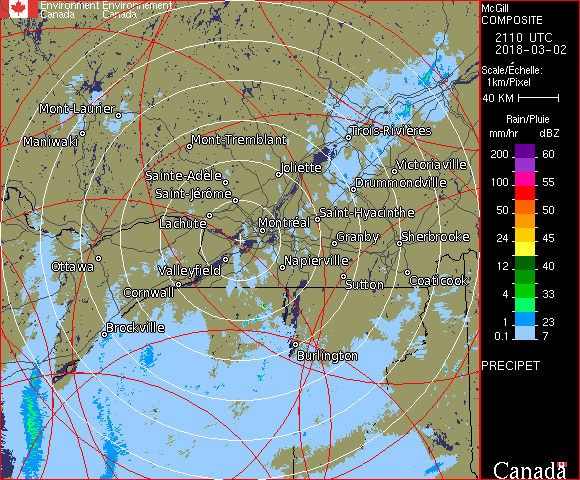 Environment Environnement
Canada Canada
McGill
COMPOSITE
2110 UTC
2018-03-02
Scale/Échelle:
1km/Pixel
40 KM
Rain/Pluie
mm/hr dBZ
200 60
100 55
50 50
24 45
12 40
4 33
1 23
0.1 7
PRECIPET
Canada
Mont-Laurier
Maniwaki
Mont-Tremblant
Trois-Rivières
Sainte-Adèle
Joliette
Victoriaville
Saint-Jérôme
Drummondville
Lachute
Montréal
Saint-Hyacinthe
Granby
Sherbrooke
Ottawa
Valleyfield
Napierville
Cornwall
Sutton
Coaticook
Brockville
Burlington